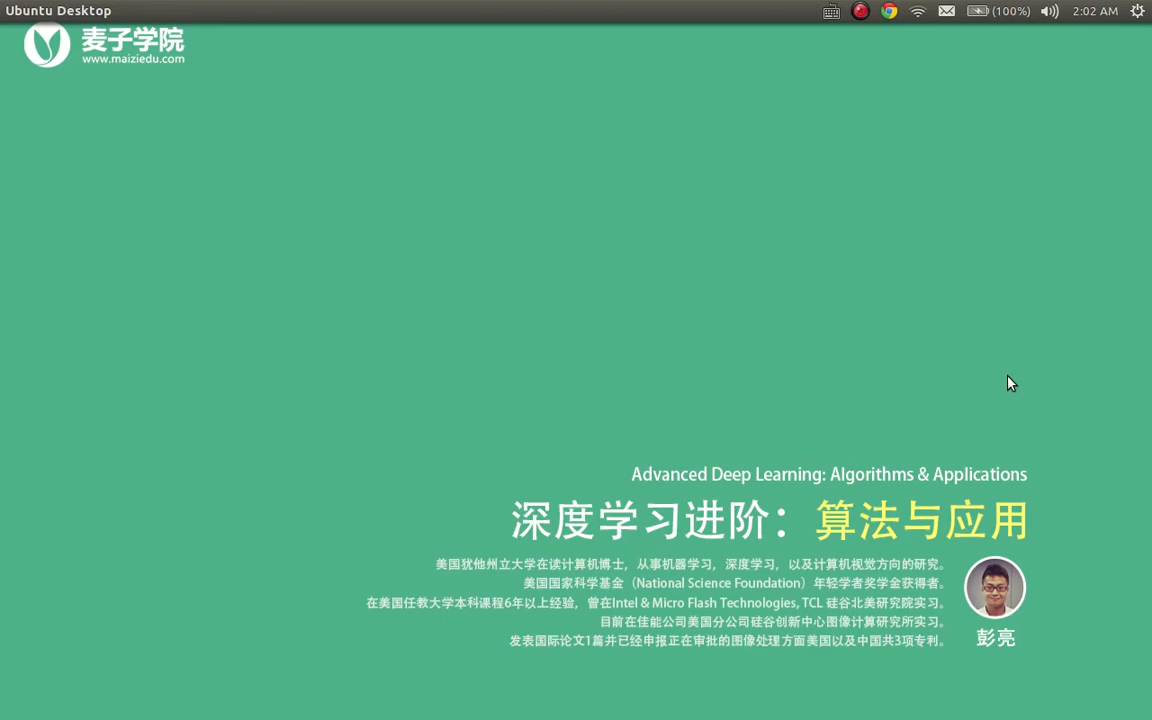 Ubuntu Desktop
(100%)
2:02 AM
麦子学院
www.maiziedu.com
Advanced Deep Learning: Algorithms & Applications
深度学习进阶：算法与应用
美国犹他州立大学在读计算机博士，从事机器学习，深度学习，以及计算机视觉方向的研究。
美国国家科学基金（National Science Foundation）年轻学者奖学金获得者。
在美国任教大学本科课程6年以上经验，曾在Intel & Micro Flash Technologies, TCL 硅谷北美研究院实习。
目前在佳能公司美国分公司硅谷创新中心图像计算研究所实习。
发表国际论文1篇并已经申报正在审批的图像处理方面美国以及中国共3项专利。
彭亮